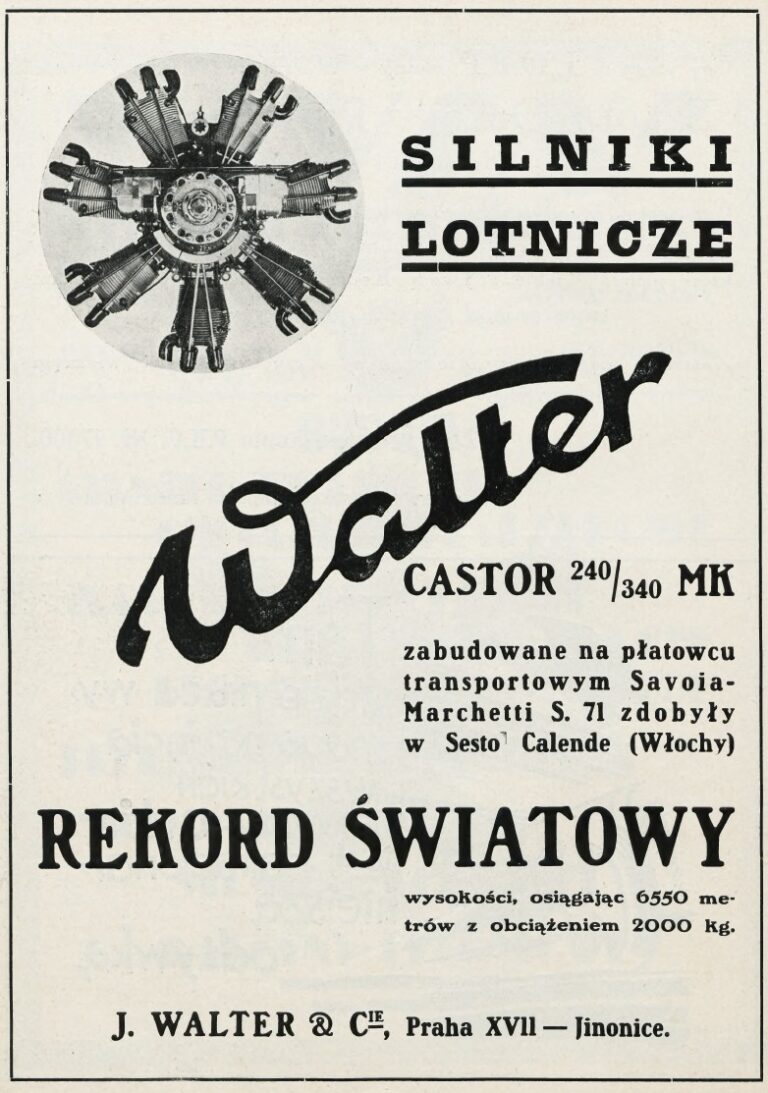 SILNIKI
LOTNICZE
Walter
CASTOR 240/340 MK
zabudowane na płatowcu
transportowym Savoia-
Marchetti S. 71 zdobyły
w Sesto Calende (Włochy)
REKORD ŚWIATOWY
wysokości, osiągając 6550 me-
trów z obciążeniem 2000 kg.
J. WALTER & CIE, Praha XVII — Jinonice.